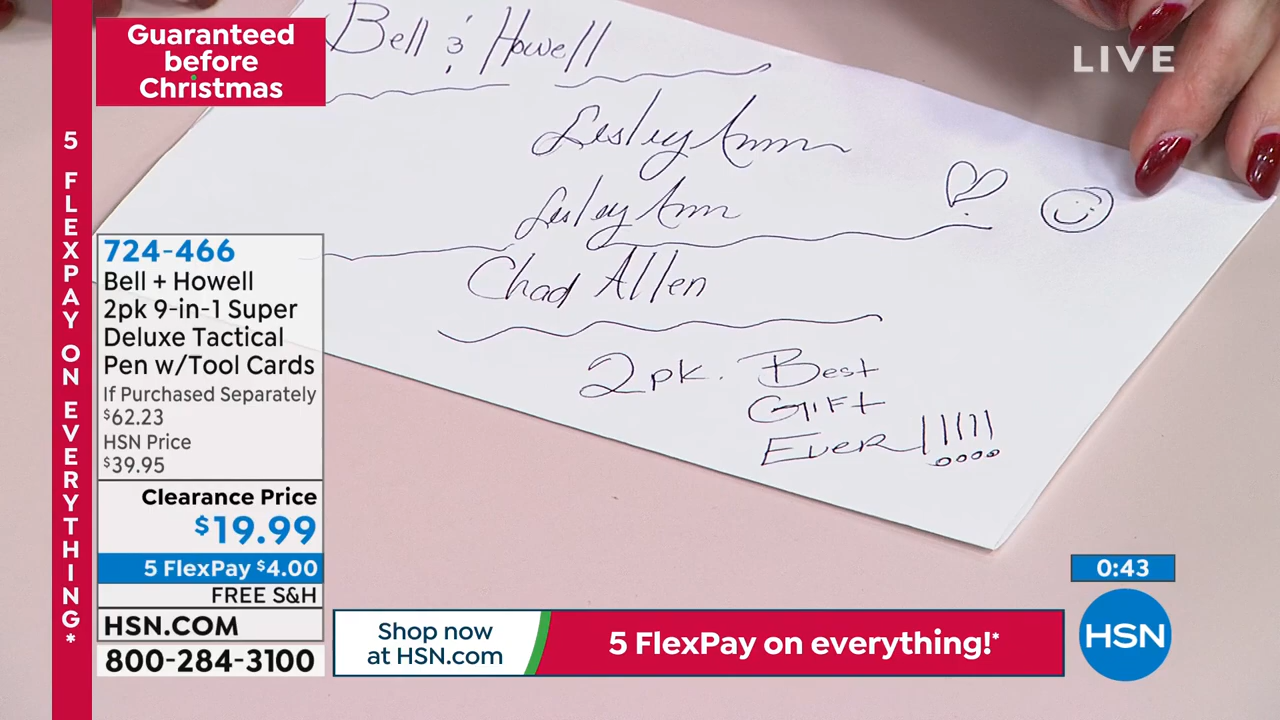 Guaranteed
before
Christmas
LIVE
5 FLEXPAY ON EVERYTHING*
Bell & Howell
Lesley Ann
Lesley Ann
Chad Allen
2pk. Best
Gift
Ever!!!!!
724-466
Bell + Howell
2pk 9-in-1 Super
Deluxe Tactical
Pen w/Tool Cards
If Purchased Separately
$62.23
HSN Price
$39.95
Clearance Price
$19.99
5 FlexPay $4.00
FREE S&H
HSN.COM
800-284-3100
Shop now
at HSN.com
5 FlexPay on everything!*
0:43
HSN